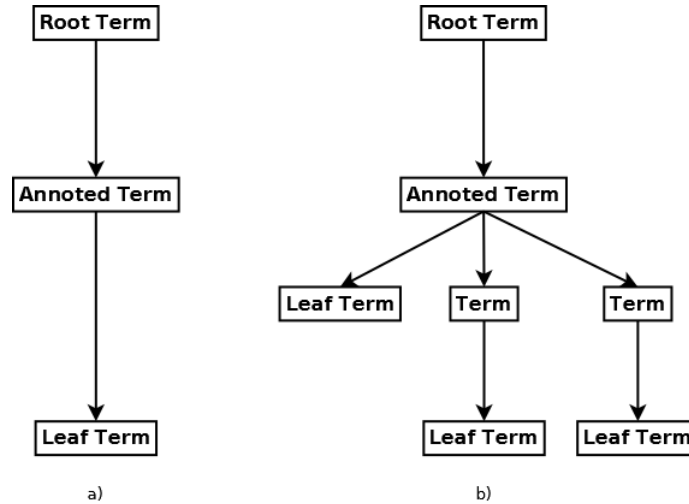 Root Term
Annoted Term
Leaf Term
a)
Root Term
Annoted Term
Leaf Term
Term
Term
Leaf Term
Leaf Term
b)